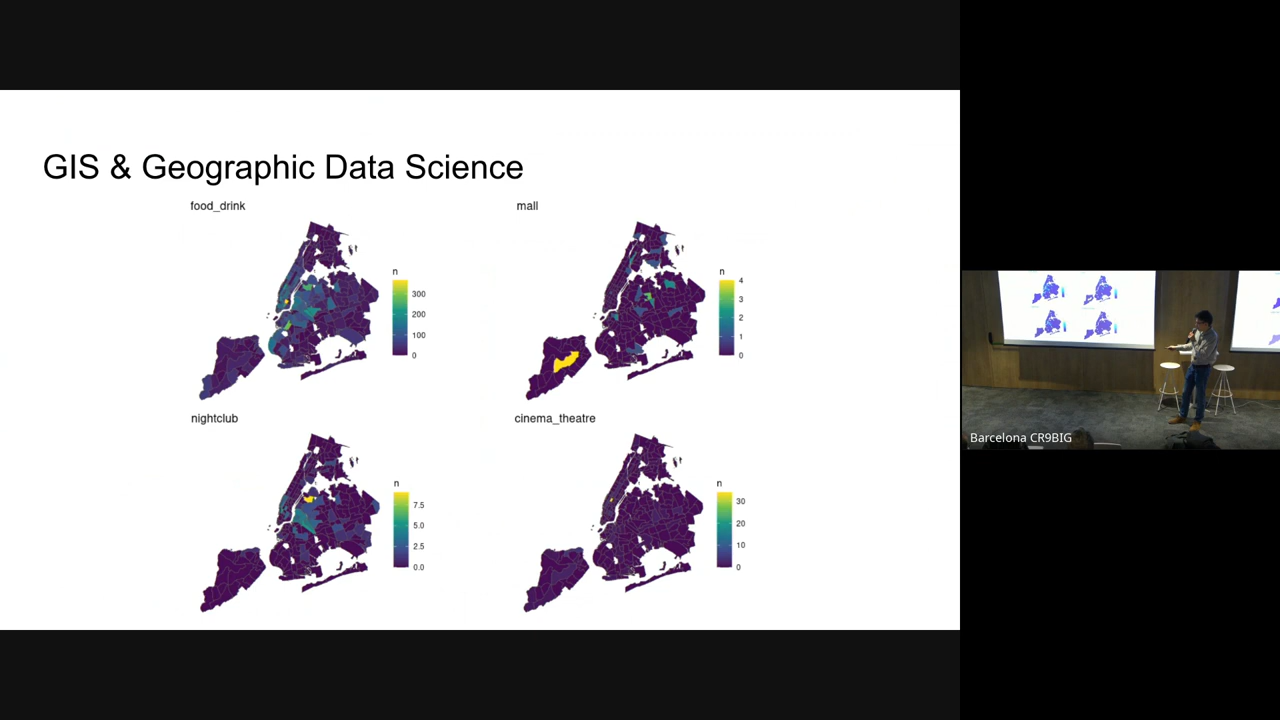 GIS & Geographic Data Science
food_drink
n
300
200
100
0
mall
n
4
3
2
1
0
nightclub
n
7.5
5.0
2.5
0.0
cinema_theatre
n
30
20
10
0
Barcelona CR9BIG